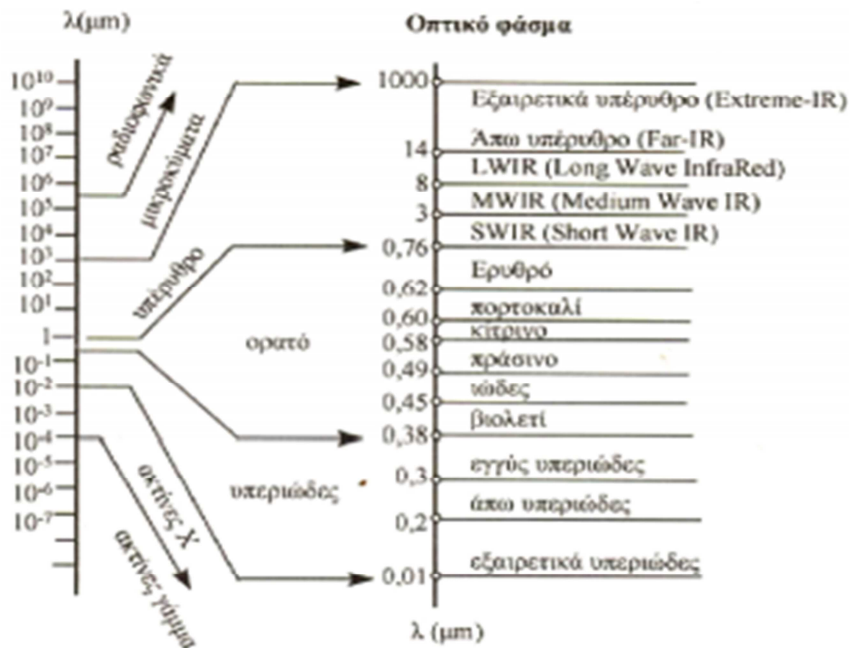 λ(μm)
10¹⁰
10⁹
10⁸
10⁷
10⁶
10⁵
10⁴
10³
10²
10¹
1
10⁻¹
10⁻²
10⁻³
10⁻⁴
10⁻⁵
10⁻⁶
10⁻⁷
ραδιοφωνικά
μικροκύματα
υπέρυθρο
ορατό
υπεριώδες
ακτίνες Χ
ακτίνες γάμμα
Οπτικό φάσμα
1000
Εξαιρετικά υπέρυθρο (Extreme-IR)
Άπω υπέρυθρο (Far-IR)
14
LWIR (Long Wave InfraRed)
8
MWIR (Medium Wave IR)
3
SWIR (Short Wave IR)
0,76
Ερυθρό
0,62
πορτοκαλί
0,60
κίτρινο
0,58
πράσινο
0,49
ιώδες
0,45
βιολετί
0,38
εγγύς υπεριώδες
0,3
άπω υπεριώδες
0,2
εξαιρετικά υπεριώδες
0,01
λ (μm)